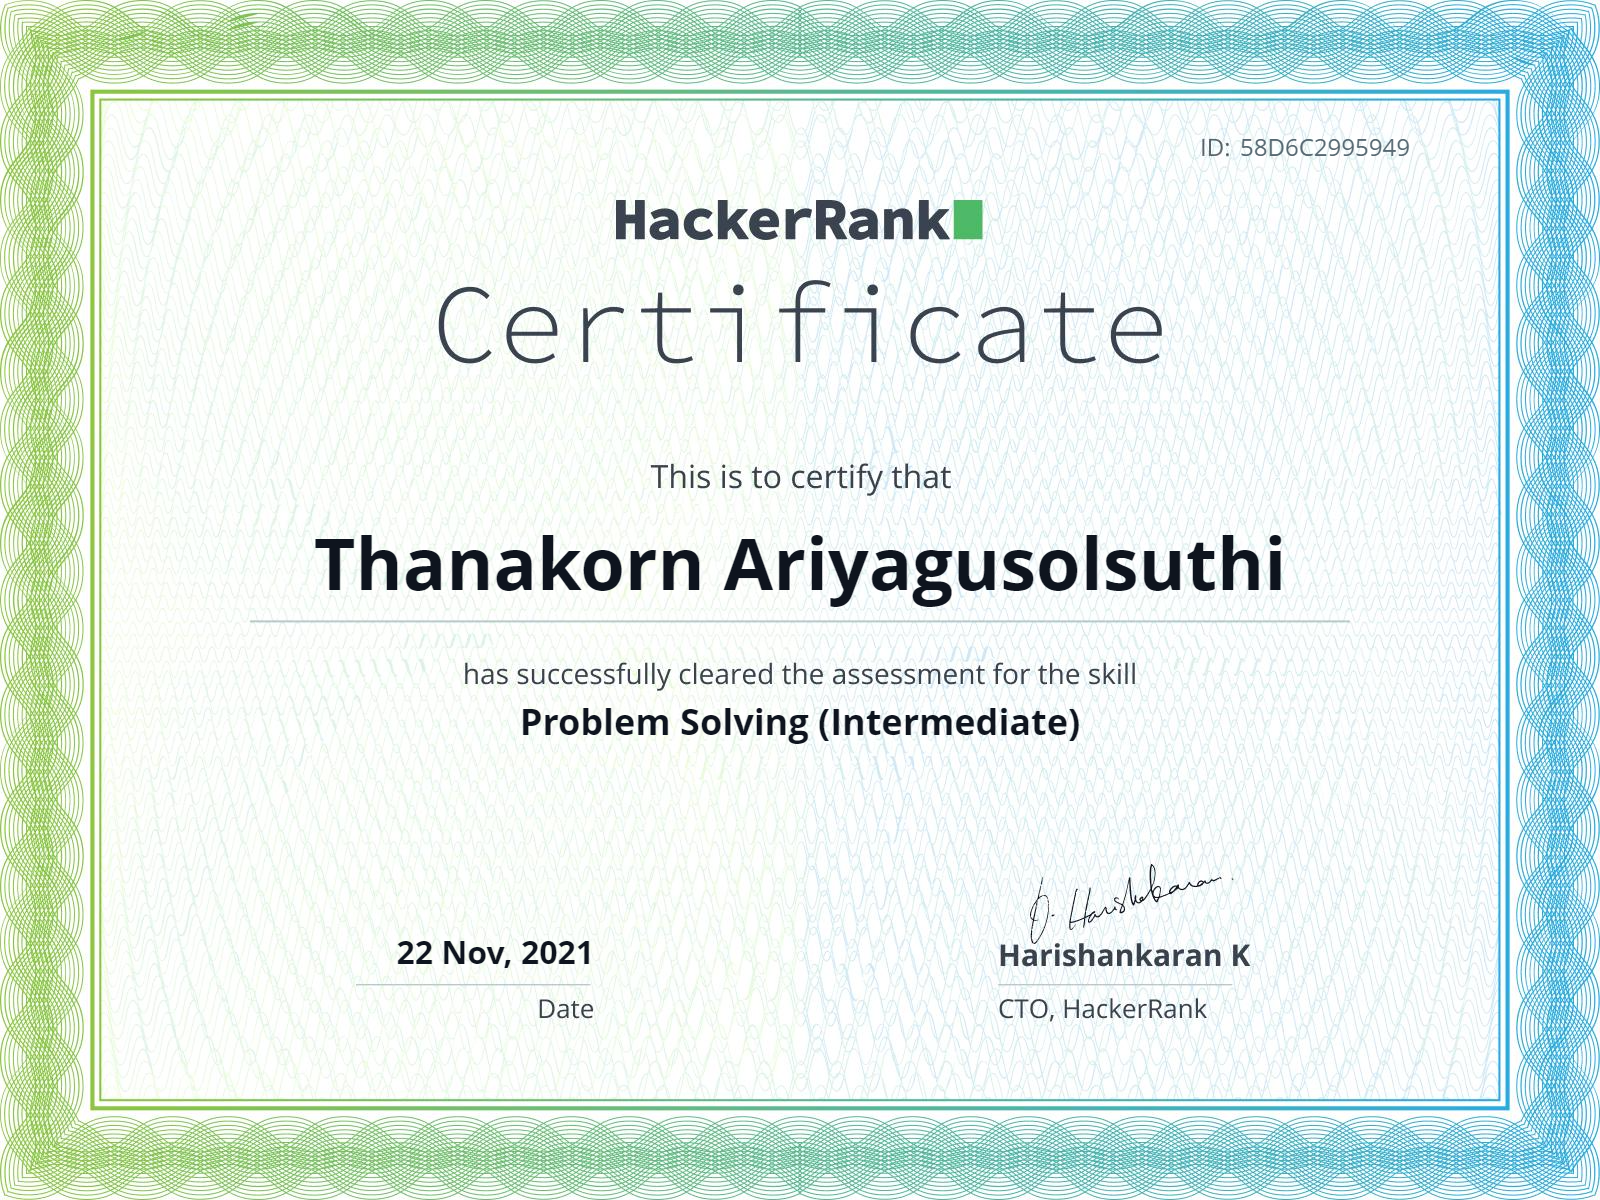 ID: 58D6C2995949
HackerRank
Certificate
This is to certify that
Thanakorn Ariyagusolsuthi
has successfully cleared the assessment for the skill
Problem Solving (Intermediate)
J. Harishankaran
22 Nov, 2021
Harishankaran K
Date
CTO, HackerRank